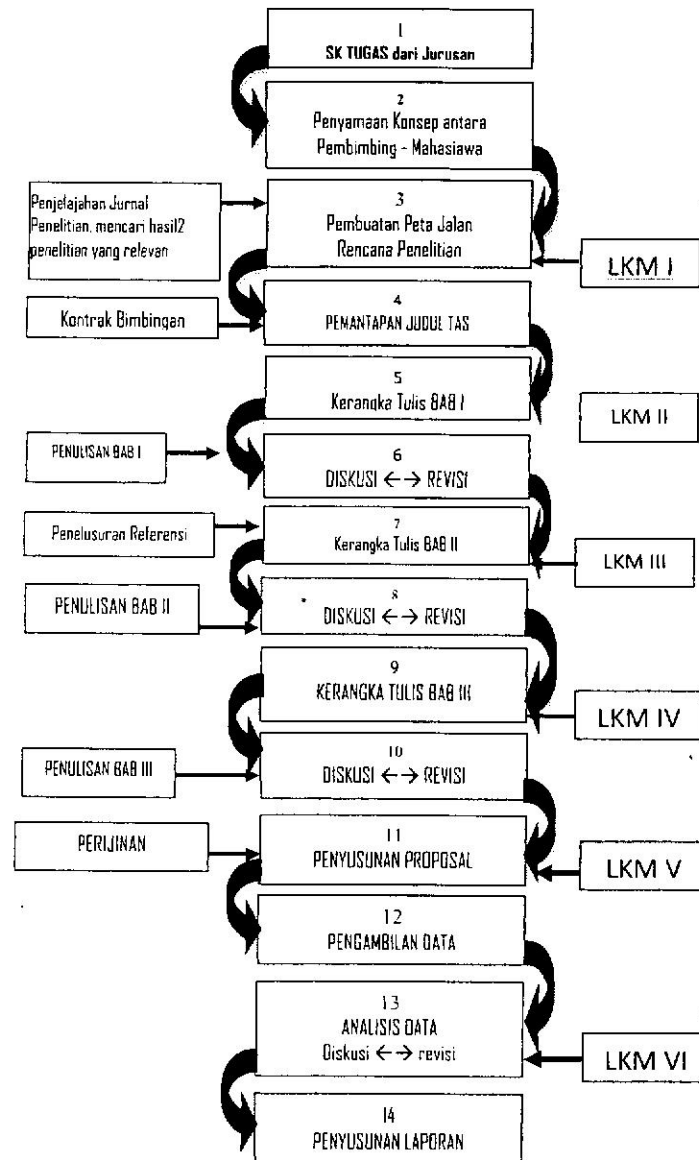 1
SK TUGAS dari Jurusan
2
Penyamaan Konsep antara
Pembimbing - Mahasiawa
Penjelajahan Jurnal
Penelitian, mencari hasil2
penelitian yang relevan
3
Pembuatan Peta Jalan
Rencana Penelitian
LKM I
Kontrak Bimbingan
4
PEMANTAPAN JUDUL TAS
5
Kerangka Tulis BAB I
LKM II
PENULISAN BAB I
6
DISKUSI ←→ REVISI
Penelusuran Referensi
7
Kerangka Tulis BAB II
LKM III
PENULISAN BAB II
8
DISKUSI ←→ REVISI
9
KERANGKA TULIS BAB III
LKM IV
PENULISAN BAB III
10
DISKUSI ←→ REVISI
PERIJINAN
11
PENYUSUNAN PROPOSAL
LKM V
12
PENGAMBILAN DATA
13
ANALISIS DATA
Diskusi ←→ revisi
LKM VI
14
PENYUSUNAN LAPORAN